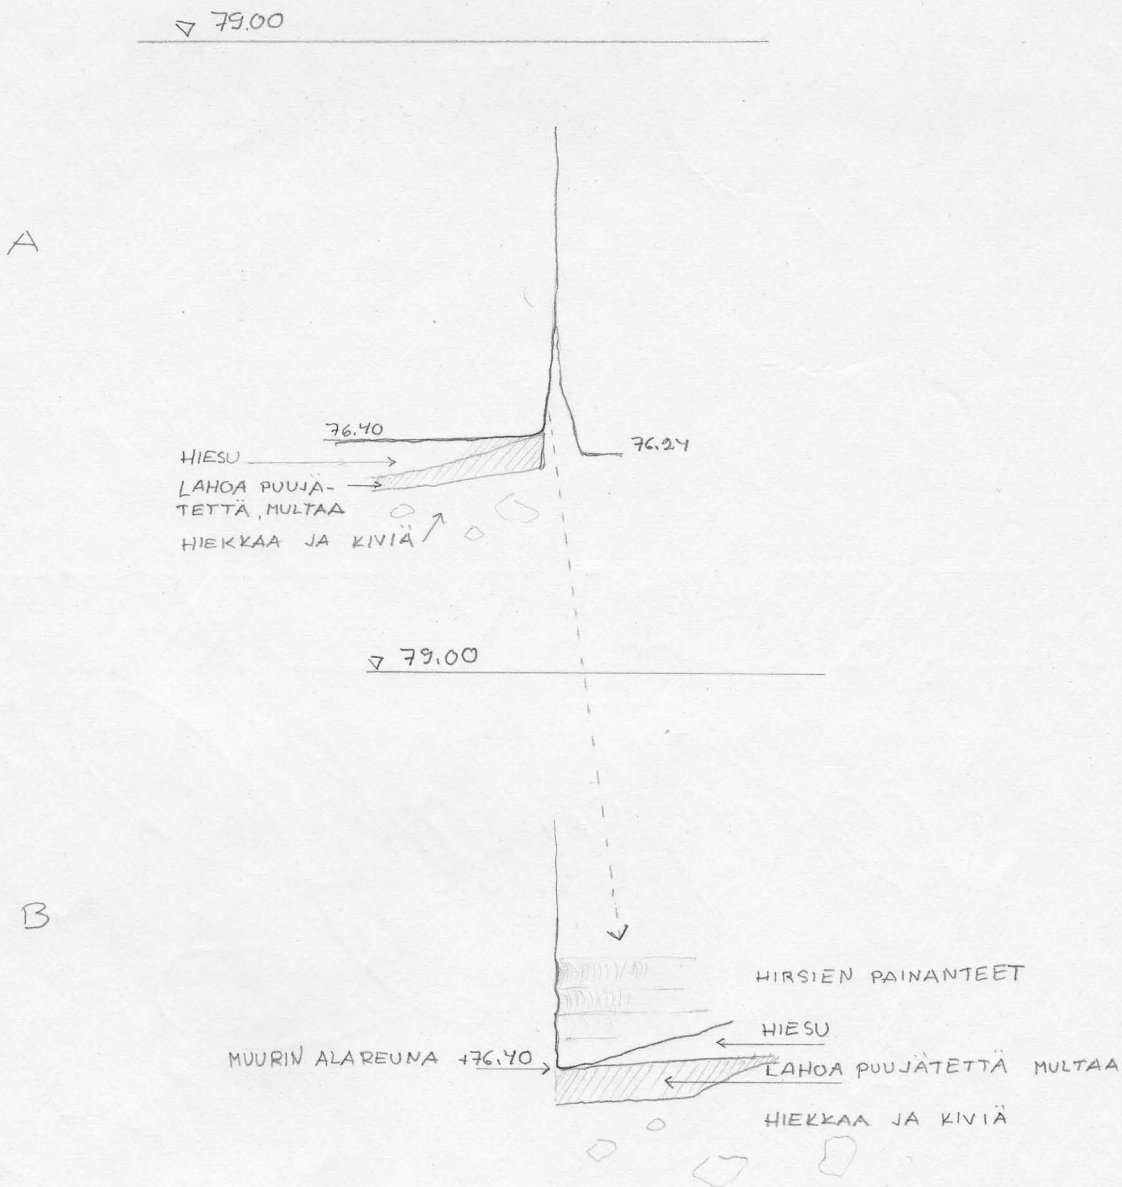 79.00
A
76.40
76.24
HIESU
LAHOA PUUJÄ-
TETTÄ, MULTAA
HIEKKAA JA KIVIÄ
79.00
B
HIRSIEN PAINANTEET
HIESU
MUURIN ALAREUNA +76.40
LAHOA PUUJÄTETTÄ MULTAA
HIEKKAA JA KIVIÄ